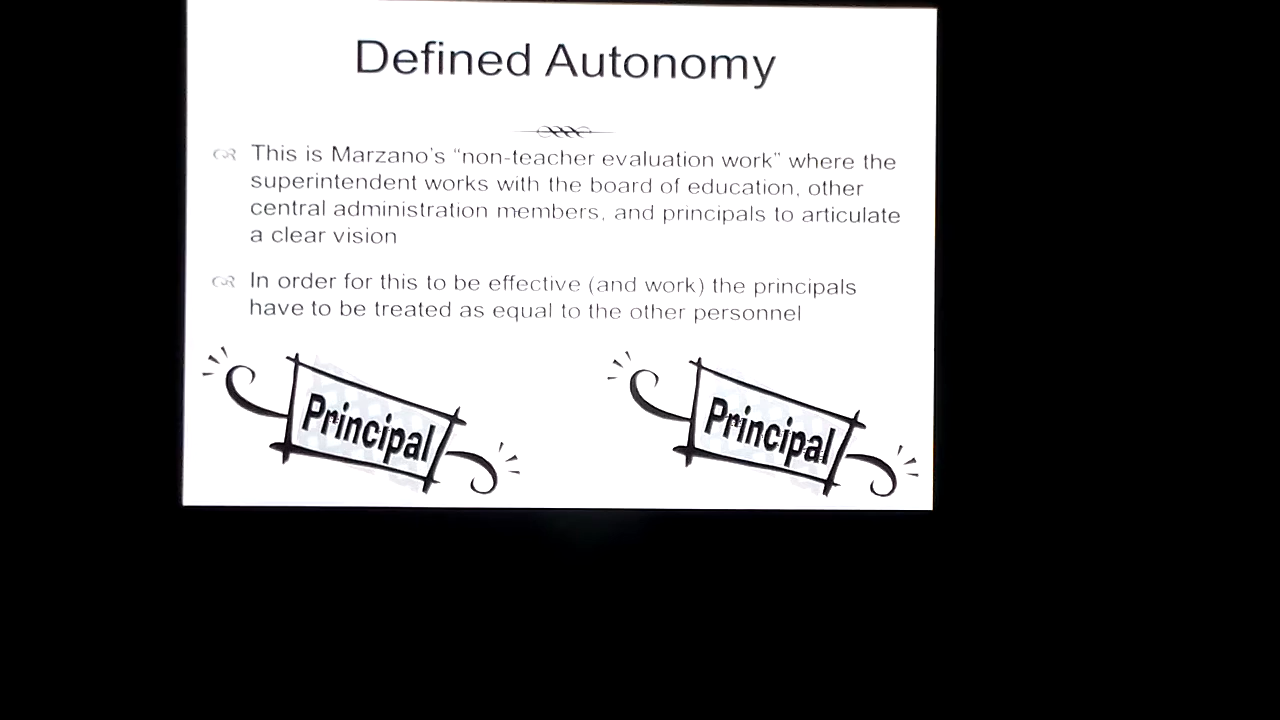 Defined Autonomy
This is Marzano's "non-teacher evaluation work" where the
superintendent works with the board of education, other
central administration members, and principals to articulate
a clear vision
In order for this to be effective (and work) the principals
have to be treated as equal to the other personnel
Principal
Principal